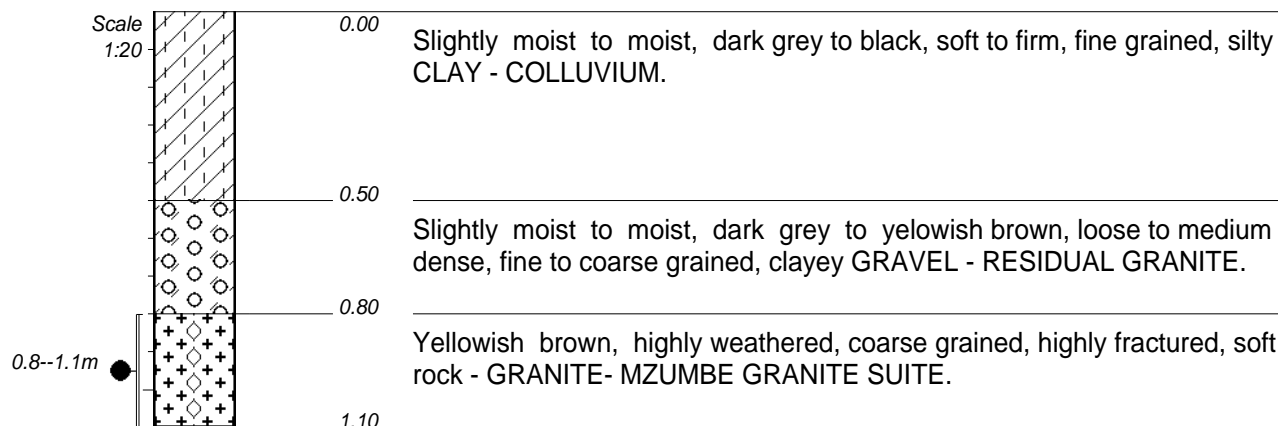 Scale
1:20
0.00
Slightly moist to moist, dark grey to black, soft to firm, fine grained, silty
CLAY - COLLUVIUM.
0.50
Slightly moist to moist, dark grey to yelowish brown, loose to medium
dense, fine to coarse grained, clayey GRAVEL - RESIDUAL GRANITE.
0.80
Yellowish brown, highly weathered, coarse grained, highly fractured, soft
rock - GRANITE- MZUMBE GRANITE SUITE.
0.8--1.1m
1.10